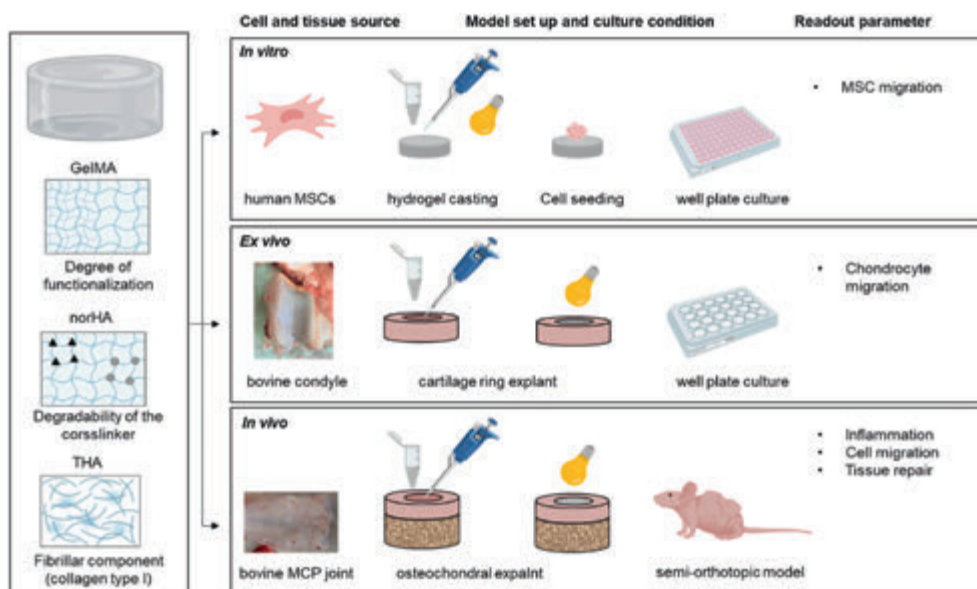 Cell and tissue source
Model set up and culture condition
Readout parameter
GelMA
Degree of
functionalization
norHA
Degradability of the
corsslinker
THA
Fibrillar component
(collagen type I)
In vitro
human MSCs
hydrogel casting
Cell seeding
well plate culture
• MSC migration
Ex vivo
bovine condyle
cartilage ring explant
well plate culture
• Chondrocyte
migration
In vivo
bovine MCP joint
osteochondral expalnt
semi-orthotopic model
• Inflammation
• Cell migration
• Tissue repair